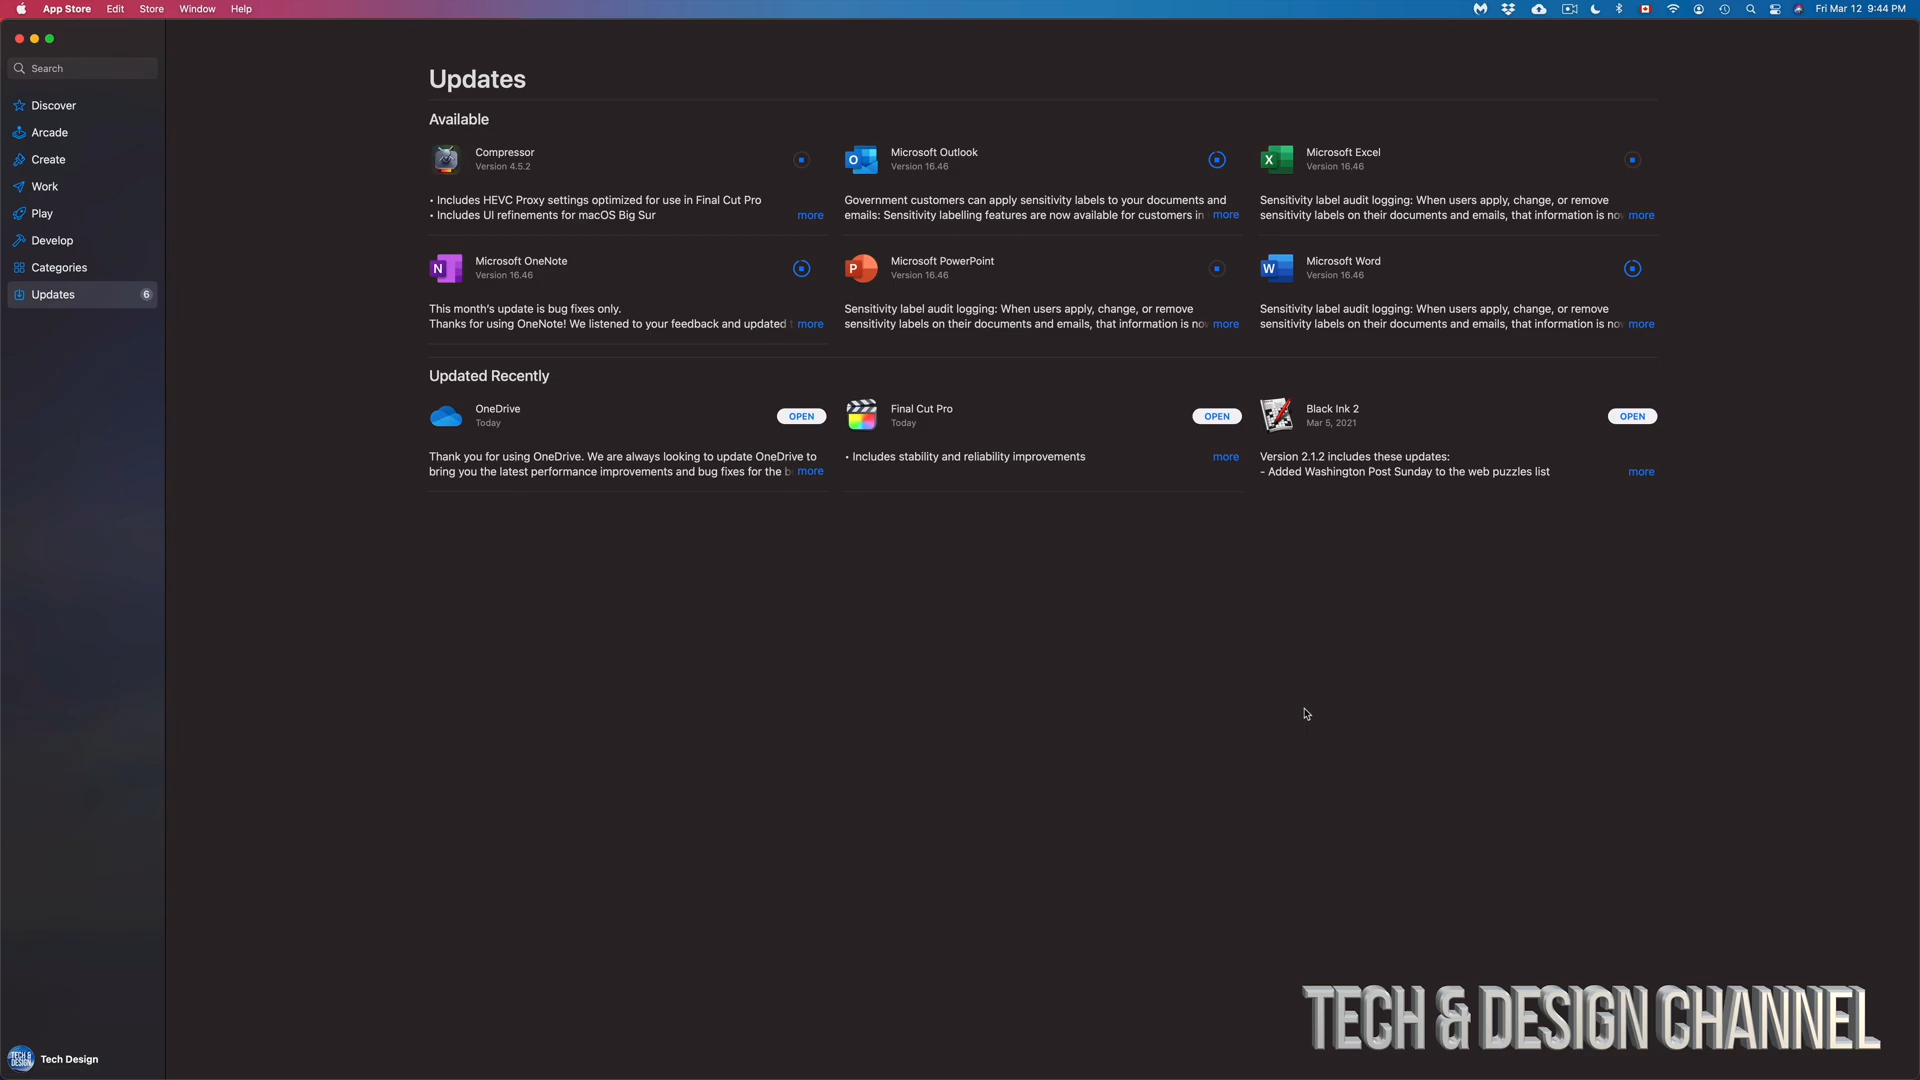 App Store Edit Store Window Help
Fri Mar 12 9:44 PM
Search
Discover
Arcade
Create
Work
Play
Develop
Categories
Updates 6
Tech Design
Updates
Available
Compressor
Version 4.5.2
• Includes HEVC Proxy settings optimized for use in Final Cut Pro
• Includes UI refinements for macOS Big Sur more
Microsoft Outlook
Version 16.46
Government customers can apply sensitivity labels to your documents and
emails: Sensitivity labelling features are now available for customers in more
Microsoft Excel
Version 16.46
Sensitivity label audit logging: When users apply, change, or remove
sensitivity labels on their documents and emails, that information is now more
Microsoft OneNote
Version 16.46
This month's update is bug fixes only.
Thanks for using OneNote! We listened to your feedback and updated more
Microsoft PowerPoint
Version 16.46
Sensitivity label audit logging: When users apply, change, or remove
sensitivity labels on their documents and emails, that information is now more
Microsoft Word
Version 16.46
Sensitivity label audit logging: When users apply, change, or remove
sensitivity labels on their documents and emails, that information is now more
Updated Recently
OneDrive
Today
OPEN
Thank you for using OneDrive. We are always looking to update OneDrive to
bring you the latest performance improvements and bug fixes for the more
Final Cut Pro
Today
OPEN
• Includes stability and reliability improvements more
Black Ink 2
Mar 5, 2021
OPEN
Version 2.1.2 includes these updates:
- Added Washington Post Sunday to the web puzzles list more
TECH & DESIGN CHANNEL